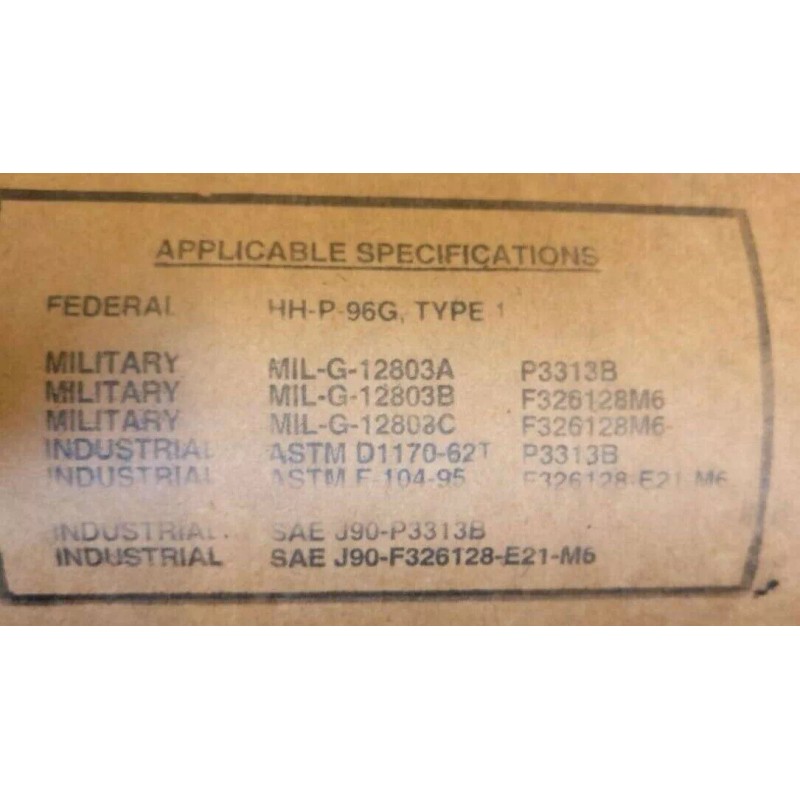 APPLICABLE SPECIFICATIONS
FEDERAL HH-P-96G, TYPE 1
MILITARY MIL-G-12803A P3313B
MILITARY MIL-G-12803B F326128M6
MILITARY MIL-G-12803C F326128M6
INDUSTRIAL ASTM D1170-62T P3313B
INDUSTRIAL ASTM F-104-95 F326128-E21-M6
INDUSTRIAL SAE J90-P3313B
INDUSTRIAL SAE J90-F326128-E21-M6